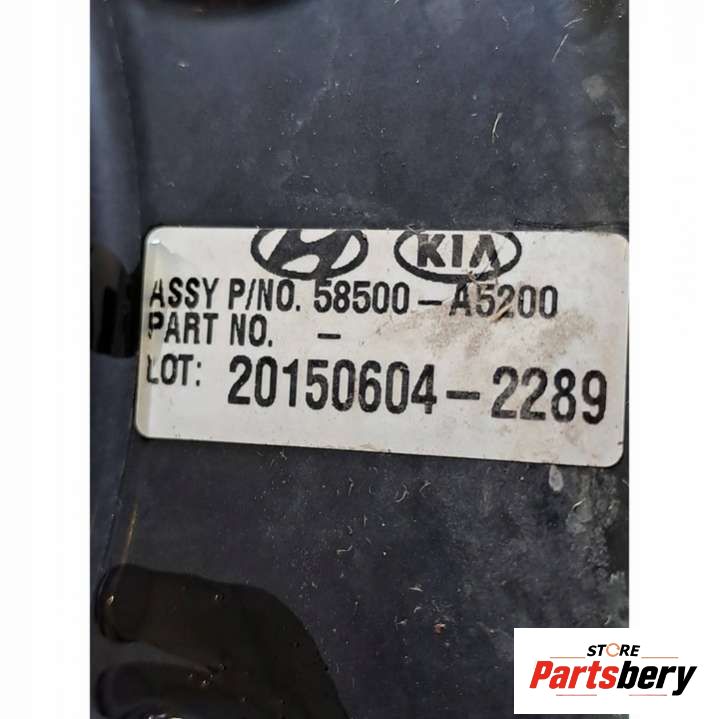 KIA
ASSY P/NO. 58500-A5200
PART NO. -
LOT: 20150604-2289
STORE
Partsbery